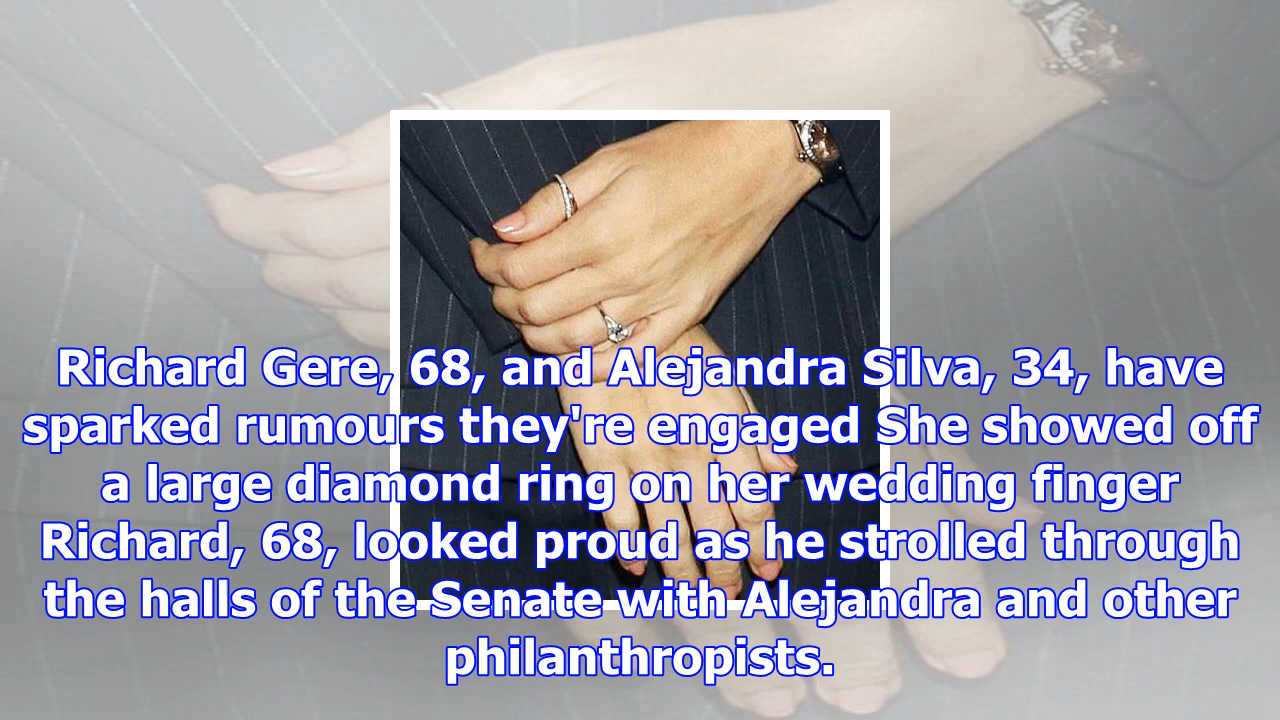 Richard Gere, 68, and Alejandra Silva, 34, have
sparked rumours they're engaged She showed off
a large diamond ring on her wedding finger
Richard, 68, looked proud as he strolled through
the halls of the Senate with Alejandra and other
philanthropists.